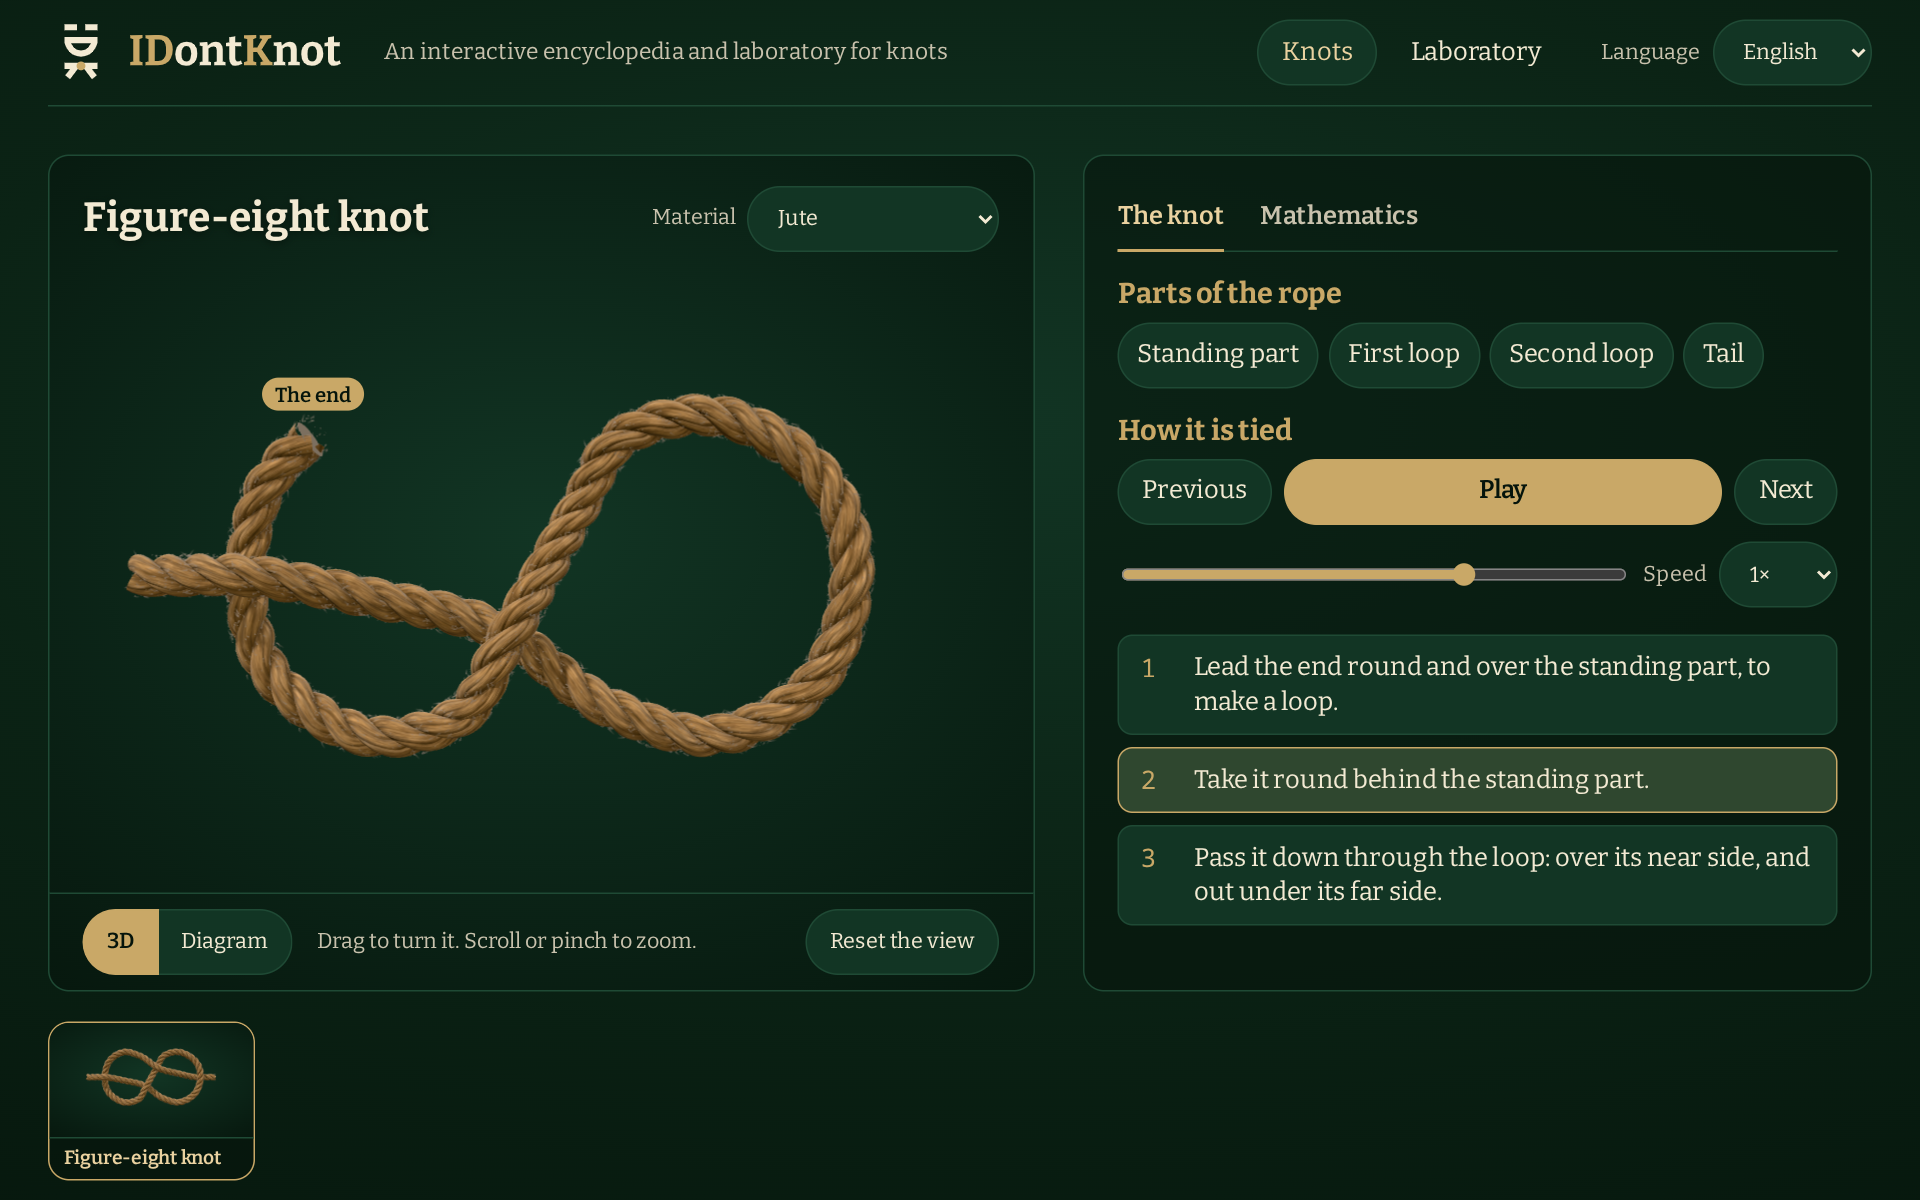 IDontKnot
An interactive encyclopedia and laboratory for knots
Knots
Laboratory
Language
English
Figure-eight knot
Material
Jute
The end
3D
Diagram
Drag to turn it. Scroll or pinch to zoom.
Reset the view
The knot
Mathematics
Parts of the rope
Standing part
First loop
Second loop
Tail
How it is tied
Previous
Play
Next
Speed
1×
1
Lead the end round and over the standing part, to
make a loop.
2
Take it round behind the standing part.
3
Pass it down through the loop: over its near side, and
out under its far side.
Figure-eight knot